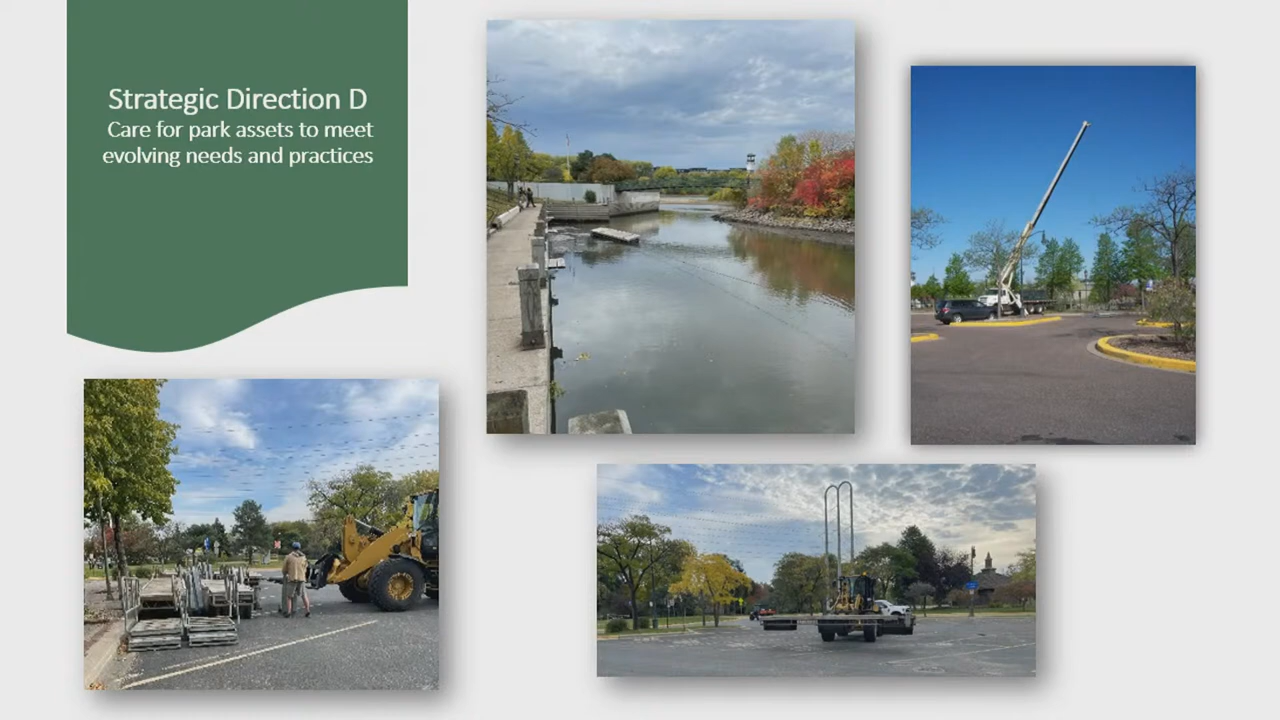 Strategic Direction D
Care for park assets to meet
evolving needs and practices